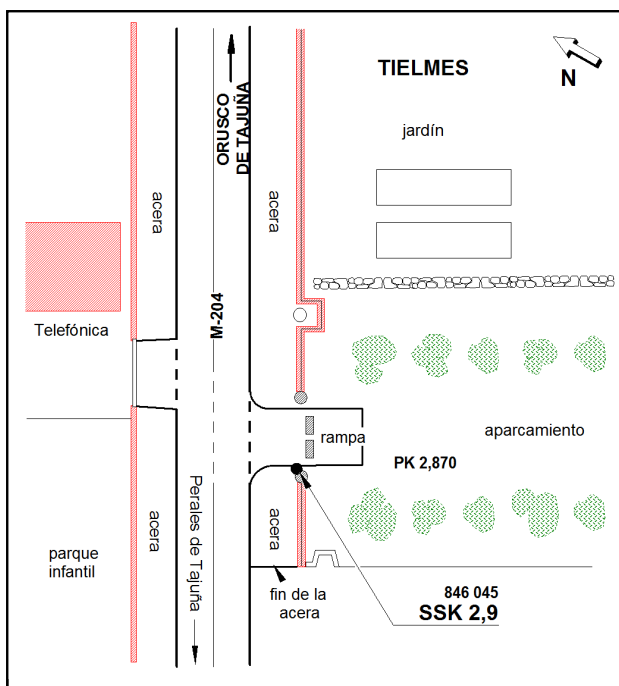 TIELMES
N
jardín
ORUSCO
DE TAJUÑA
acera
acera
M-204
Telefónica
rampa
aparcamiento
PK 2,870
Perales de Tajuña
acera
acera
parque
infantil
fin de la
acera
846 045
SSK 2,9